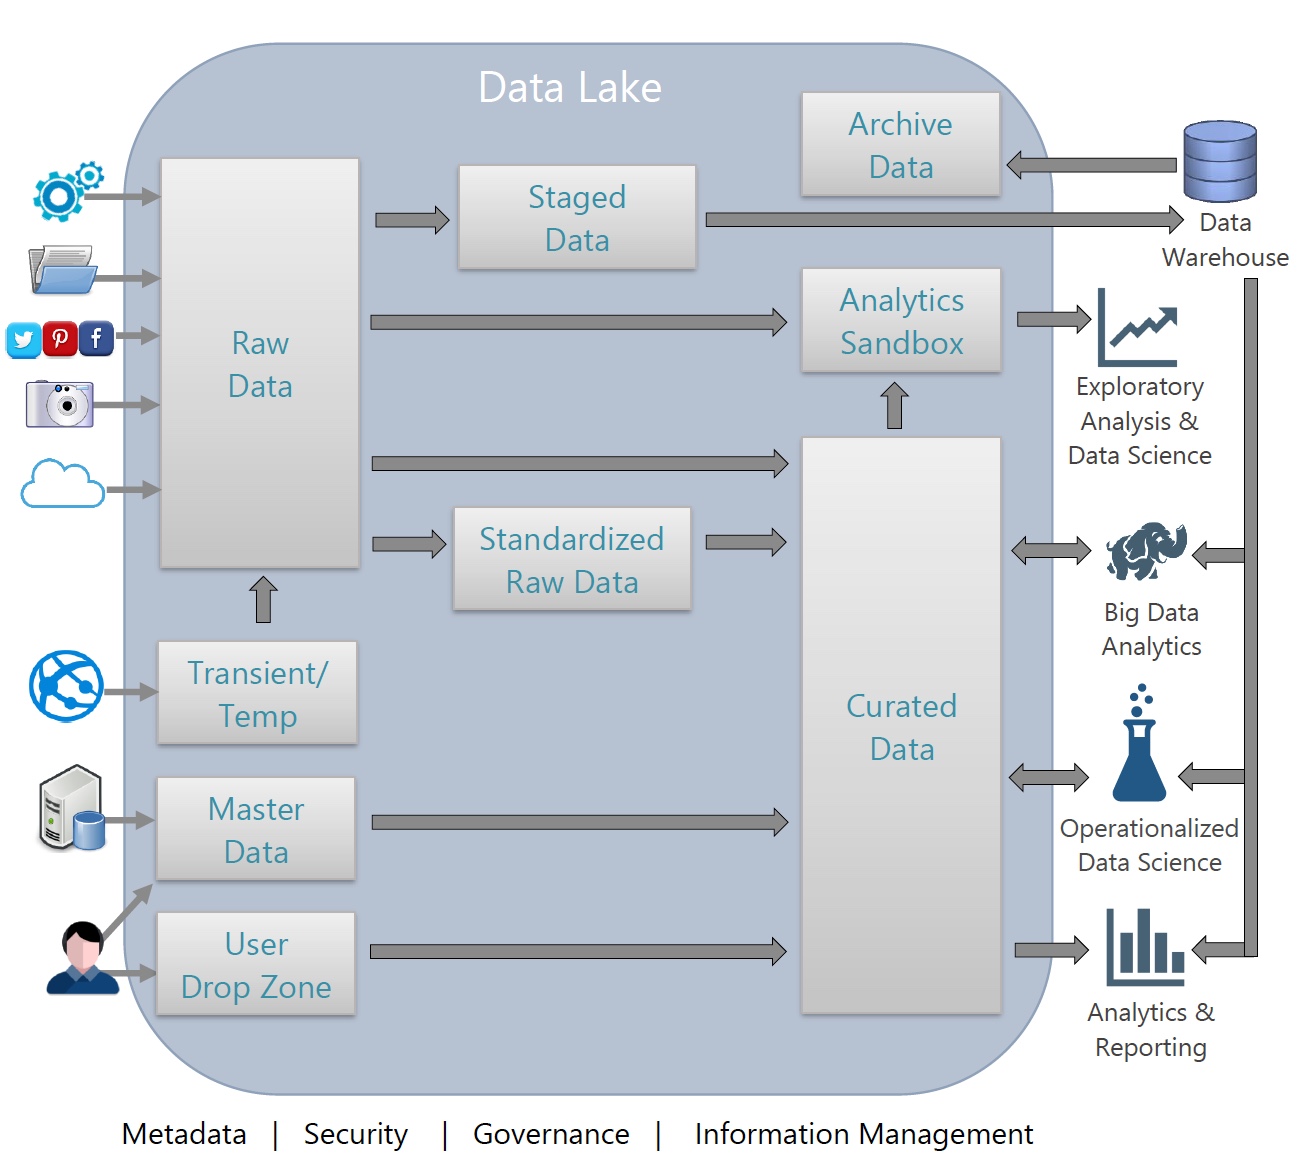 Data Lake
Archive
Data
Staged
Data
Data
Warehouse
Raw
Data
Analytics
Sandbox
Exploratory
Analysis &
Data Science
Standardized
Raw Data
Big Data
Analytics
Transient/
Temp
Curated
Data
Master
Data
Operationalized
Data Science
User
Drop Zone
Analytics &
Reporting
Metadata | Security | Governance | Information Management